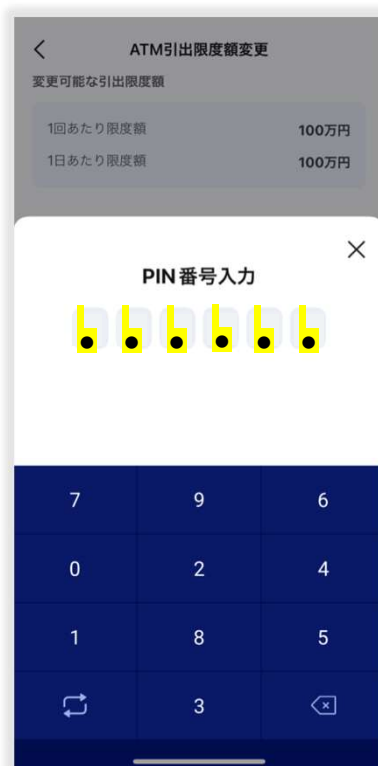 ATM引出限度額変更
変更可能な引出限度額
1回あたり限度額 100万円
1日あたり限度額 100万円
PIN番号入力
7 9 6
0 2 4
1 8 5
3